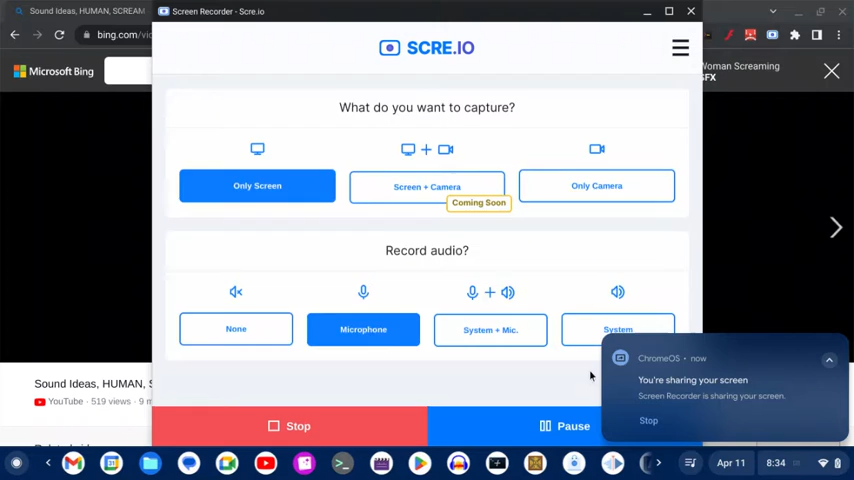 Sound Ideas, HUMAN, SCREAM
Screen Recorder - Scre.io
bing.com/vic
Microsoft Bing
SCRE.IO
Woman Screaming
SFX
What do you want to capture?
Only Screen
Screen + Camera
Only Camera
Coming Soon
Record audio?
None
Microphone
System + Mic.
System
ChromeOS • now
You're sharing your screen
Screen Recorder is sharing your screen.
Stop
Sound Ideas, HUMAN, S
YouTube · 519 views · 9 m
Stop
Pause
31
Apr 11
8:34